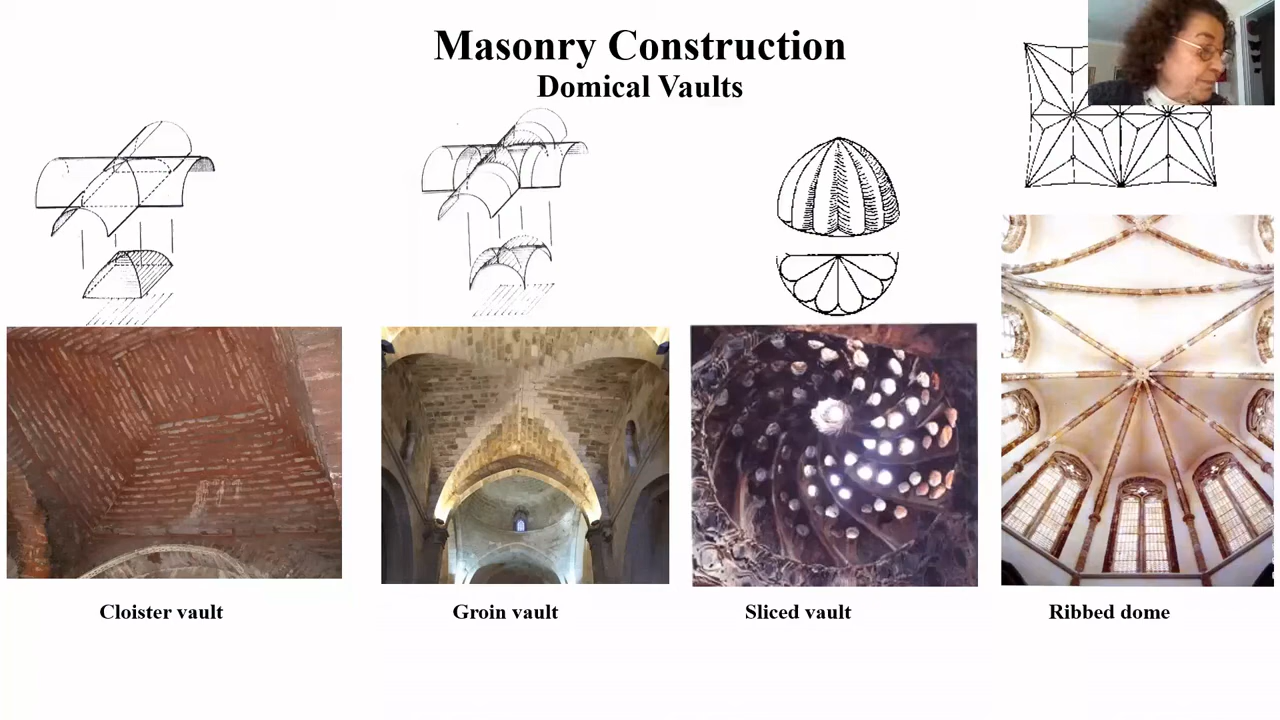 Masonry Construction
Domical Vaults
Cloister vault
Groin vault
Sliced vault
Ribbed dome